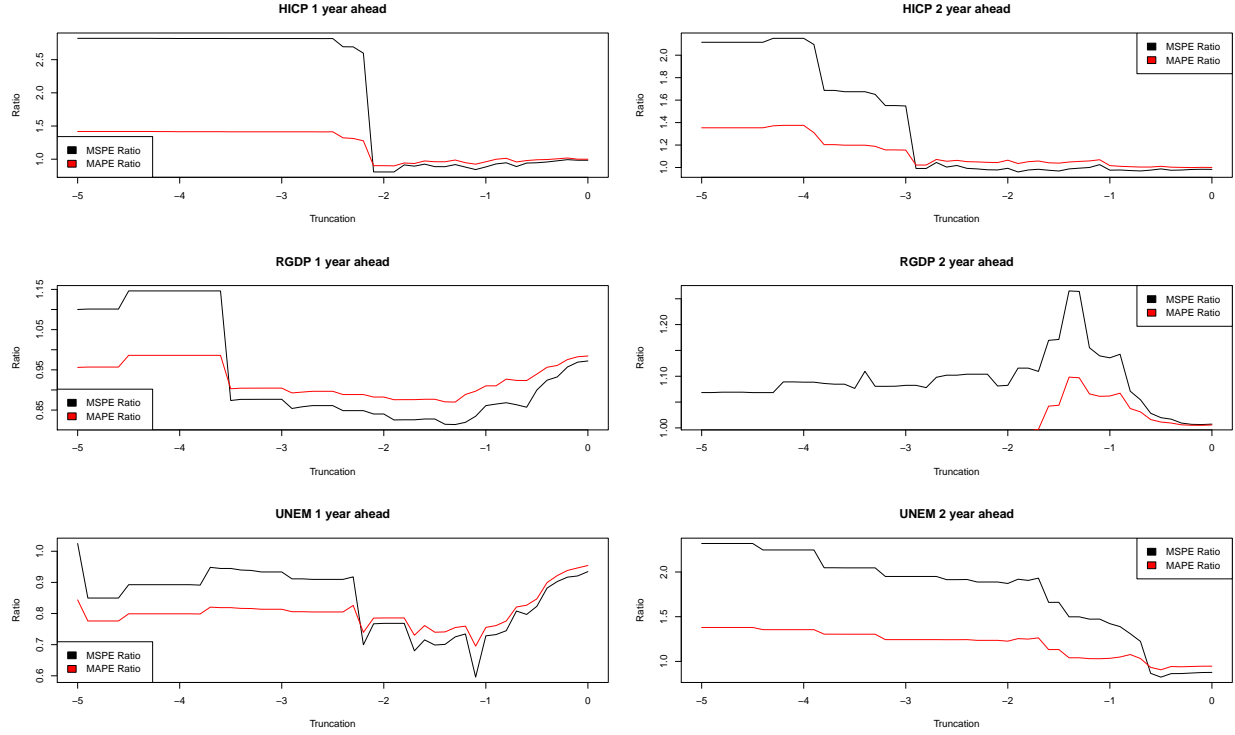 HICP 1 year ahead
Ratio
1.0 1.5 2.0 2.5
MSPE Ratio
MAPE Ratio
−5 −4 −3 −2 −1 0
Truncation
HICP 2 year ahead
Ratio
1.0 1.2 1.4 1.6 2.0
MSPE Ratio
MAPE Ratio
−5 −4 −3 −2 −1 0
Truncation
RGDP 1 year ahead
Ratio
0.85 0.95 1.05 1.15
MSPE Ratio
MAPE Ratio
−5 −4 −3 −2 −1 0
Truncation
RGDP 2 year ahead
Ratio
1.00 1.10 1.20
MSPE Ratio
MAPE Ratio
−5 −4 −3 −2 −1 0
Truncation
UNEM 1 year ahead
Ratio
0.6 0.7 0.8 0.9 1.0
MSPE Ratio
MAPE Ratio
−5 −4 −3 −2 −1 0
Truncation
UNEM 2 year ahead
Ratio
1.0 1.5 2.0
MSPE Ratio
MAPE Ratio
−5 −4 −3 −2 −1 0
Truncation